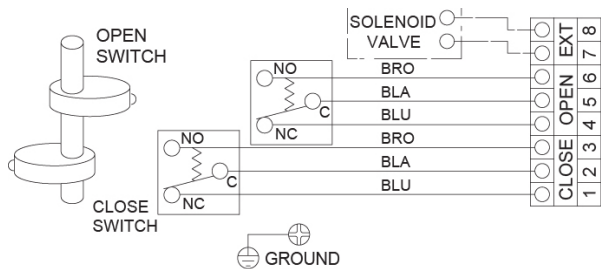 OPEN
SWITCH
SOLENOID
VALVE
NO
C
NC
NO
C
NC
BRO
BLA
BLU
BRO
BLA
BLU
EXT
OPEN
CLOSE
8
7
6
5
4
3
2
1
CLOSE
SWITCH
GROUND